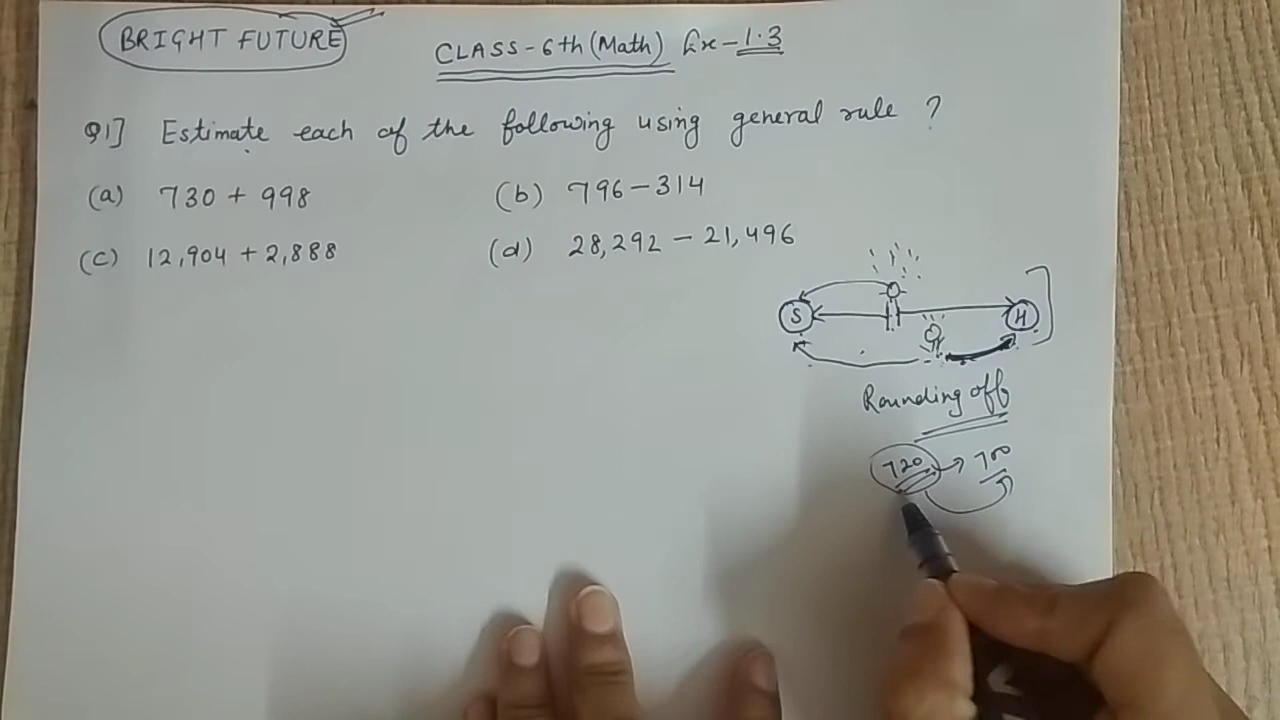 BRIGHT FUTURE
CLASS-6th (Math) Ex-1.3
Q1] Estimate each of the following using general rule ?
(a) 730 + 998
(b) 796 - 314
(c) 12,904 + 2,888
(d) 28,292 - 21,496
S H
Rounding off
720 → 700